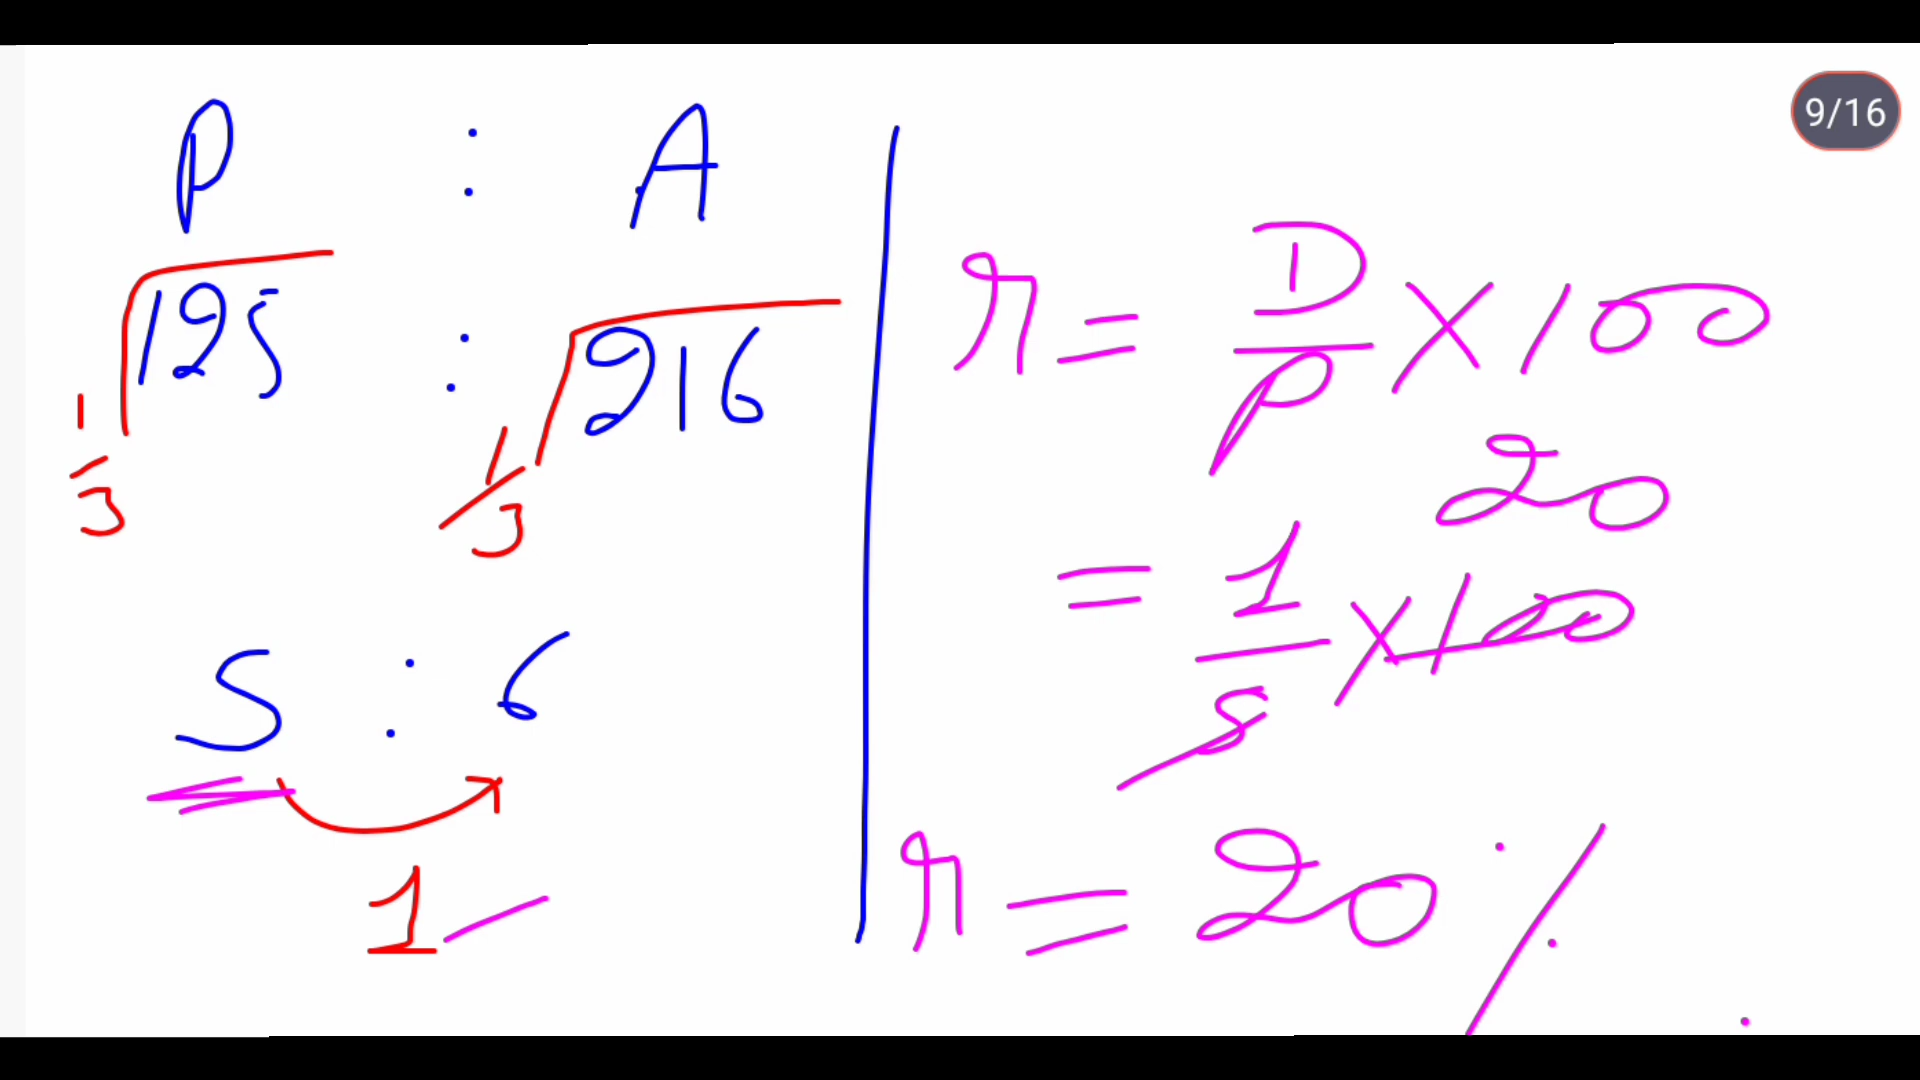 P : A
125 : 216
1/3 1/3
5 : 6
1
9/16
r = D/P × 100
20
= 1/5 × 100
r = 20 %